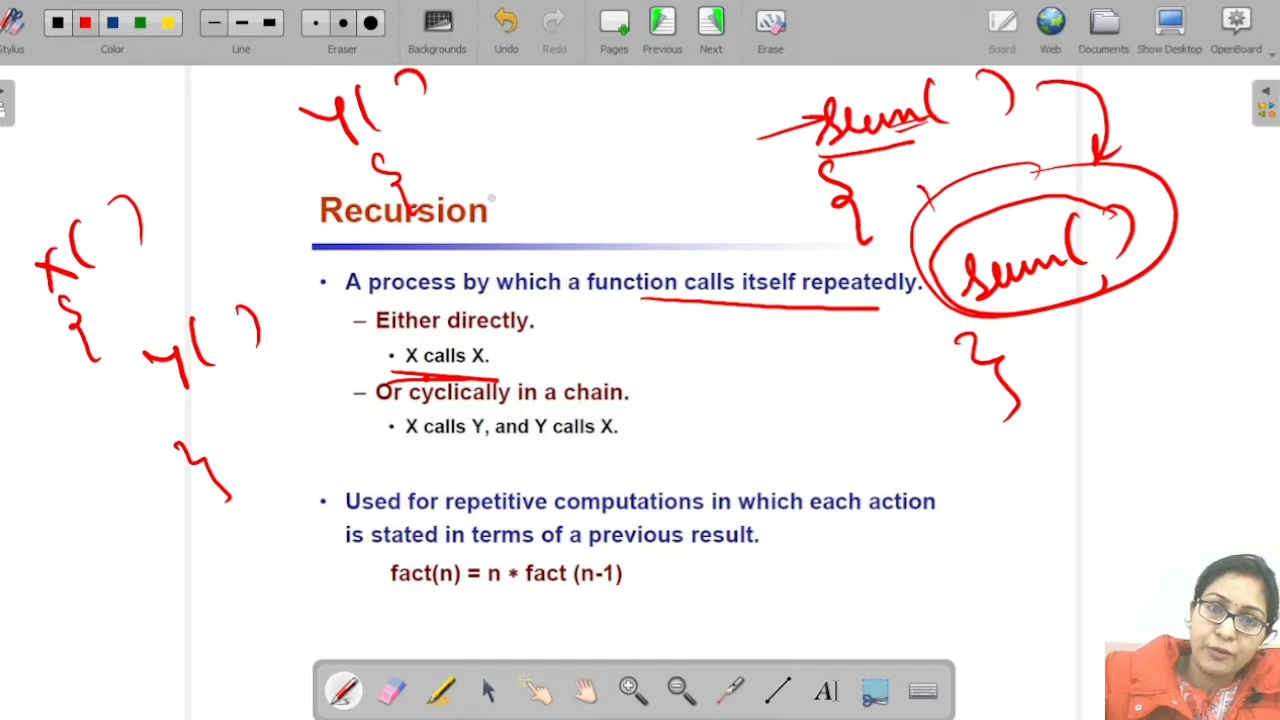 Stylus
Color
Line
Eraser
Backgrounds
Undo
Redo
Pages
Previous
Next
Erase
Board
Web
Documents
Show Desktop
OpenBoard
Y( )
{
sum( )
{
sum( )
}
X( )
{
Y( )
}
Recursion
• A process by which a function calls itself repeatedly.
– Either directly.
• X calls X.
– Or cyclically in a chain.
• X calls Y, and Y calls X.
• Used for repetitive computations in which each action
is stated in terms of a previous result.
fact(n) = n * fact (n-1)
AI